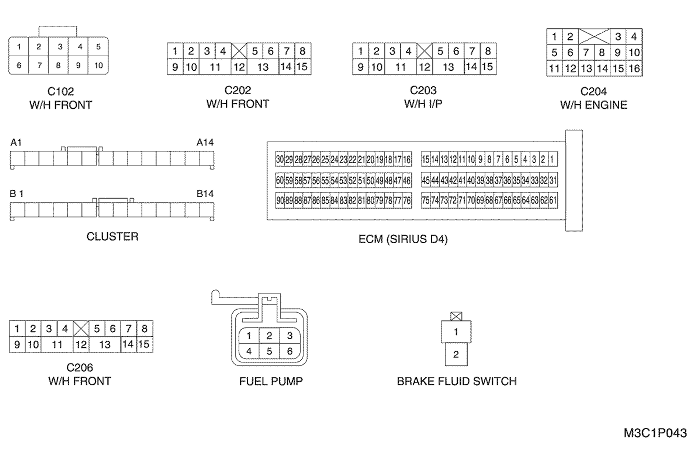 1 2 3 4 5
6 7 8 9 10
C102
W/H FRONT
1 2 3 4 5 6 7 8
9 10 11 12 13 14 15
C202
W/H FRONT
1 2 3 4 5 6 7 8
9 10 11 12 13 14 15
C203
W/H I/P
1 2 3 4
5 6 7 8 9 10
11 12 13 14 15 16
C204
W/H ENGINE
A1 A14
B 1 B14
CLUSTER
30 29 28 27 26 25 24 23 22 21 20 19 18 17 16 15 14 13 12 11 10 9 8 7 6 5 4 3 2 1
60 59 58 57 56 55 54 53 52 51 50 49 48 47 46 45 44 43 42 41 40 39 38 37 36 35 34 33 32 31
90 89 88 87 86 85 84 83 82 81 80 79 78 77 76 75 74 73 72 71 70 69 68 67 66 65 64 63 62 61
ECM (SIRIUS D4)
1 2 3 4 5 6 7 8
9 10 11 12 13 14 15
C206
W/H FRONT
1 2 3
4 5 6
FUEL PUMP
1
2
BRAKE FLUID SWITCH
M3C1P043